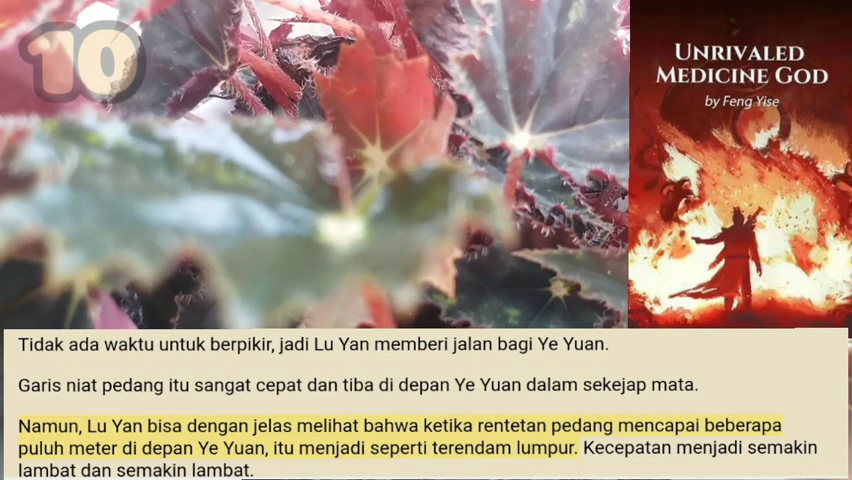 10
UNRIVALED
MEDICINE GOD
by Feng Yise
Tidak ada waktu untuk berpikir, jadi Lu Yan memberi jalan bagi Ye Yuan.
Garis niat pedang itu sangat cepat dan tiba di depan Ye Yuan dalam sekejap mata.
Namun, Lu Yan bisa dengan jelas melihat bahwa ketika rentetan pedang mencapai beberapa
puluh meter di depan Ye Yuan, itu menjadi seperti terendam lumpur. Kecepatan menjadi semakin
lambat dan semakin lambat.